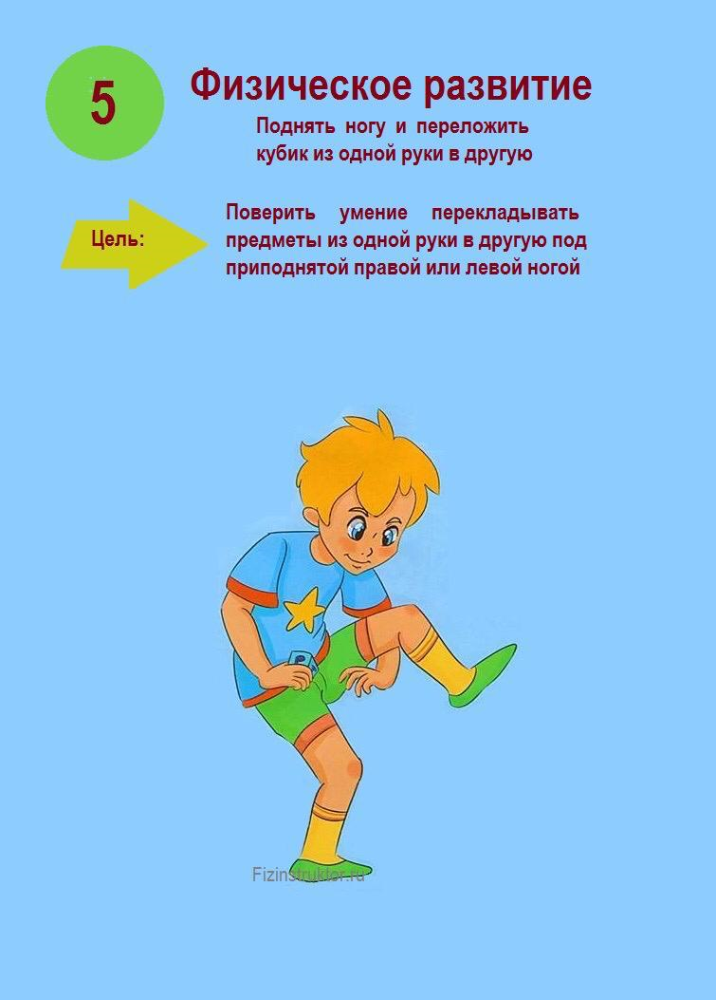 5
Физическое развитие
Поднять ногу и переложить
кубик из одной руки в другую
Цель:
Поверить умение перекладывать
предметы из одной руки в другую под
приподнятой правой или левой ногой
Fizinstruktor.ru